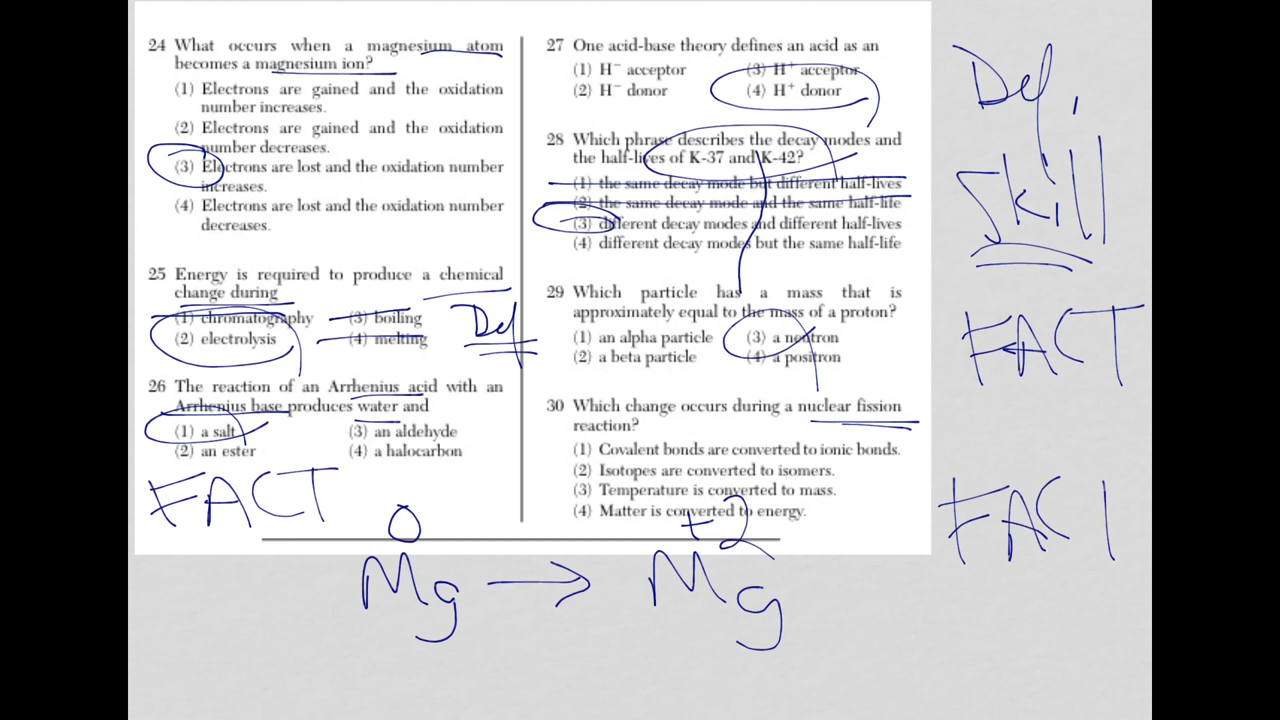 24 What occurs when a magnesium atom
becomes a magnesium ion?
(1) Electrons are gained and the oxidation
number increases.
(2) Electrons are gained and the oxidation
number decreases.
(3) Electrons are lost and the oxidation number
increases.
(4) Electrons are lost and the oxidation number
decreases.
25 Energy is required to produce a chemical
change during
(1) chromatography (3) boiling
(2) electrolysis (4) melting
Def
26 The reaction of an Arrhenius acid with an
Arrhenius base produces water and
(1) a salt (3) an aldehyde
(2) an ester (4) a halocarbon
FACT
27 One acid-base theory defines an acid as an
(1) H⁻ acceptor (3) H⁺ acceptor
(2) H⁻ donor (4) H⁺ donor
28 Which phrase describes the decay modes and
the half-lives of K-37 and K-42?
(1) the same decay mode but different half-lives
(2) the same decay mode and the same half-life
(3) different decay modes and different half-lives
(4) different decay modes but the same half-life
29 Which particle has a mass that is
approximately equal to the mass of a proton?
(1) an alpha particle (3) a neutron
(2) a beta particle (4) a positron
30 Which change occurs during a nuclear fission
reaction?
(1) Covalent bonds are converted to ionic bonds.
(2) Isotopes are converted to isomers.
(3) Temperature is converted to mass.
(4) Matter is converted to energy.
Def.
Skill
FACT
FACT
0 +2
Mg → Mg